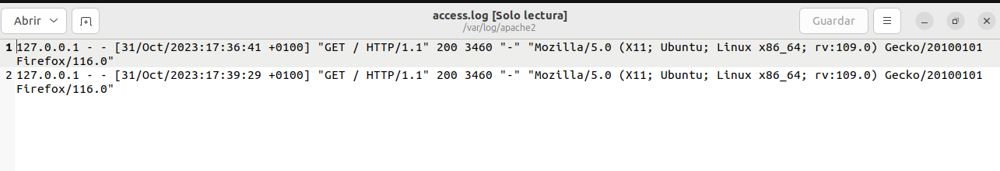 Abrir
access.log [Solo lectura]
/var/log/apache2
Guardar
1 127.0.0.1 - - [31/Oct/2023:17:36:41 +0100] "GET / HTTP/1.1" 200 3460 "-" "Mozilla/5.0 (X11; Ubuntu; Linux x86_64; rv:109.0) Gecko/20100101
Firefox/116.0"
2 127.0.0.1 - - [31/Oct/2023:17:39:29 +0100] "GET / HTTP/1.1" 200 3460 "-" "Mozilla/5.0 (X11; Ubuntu; Linux x86_64; rv:109.0) Gecko/20100101
Firefox/116.0"